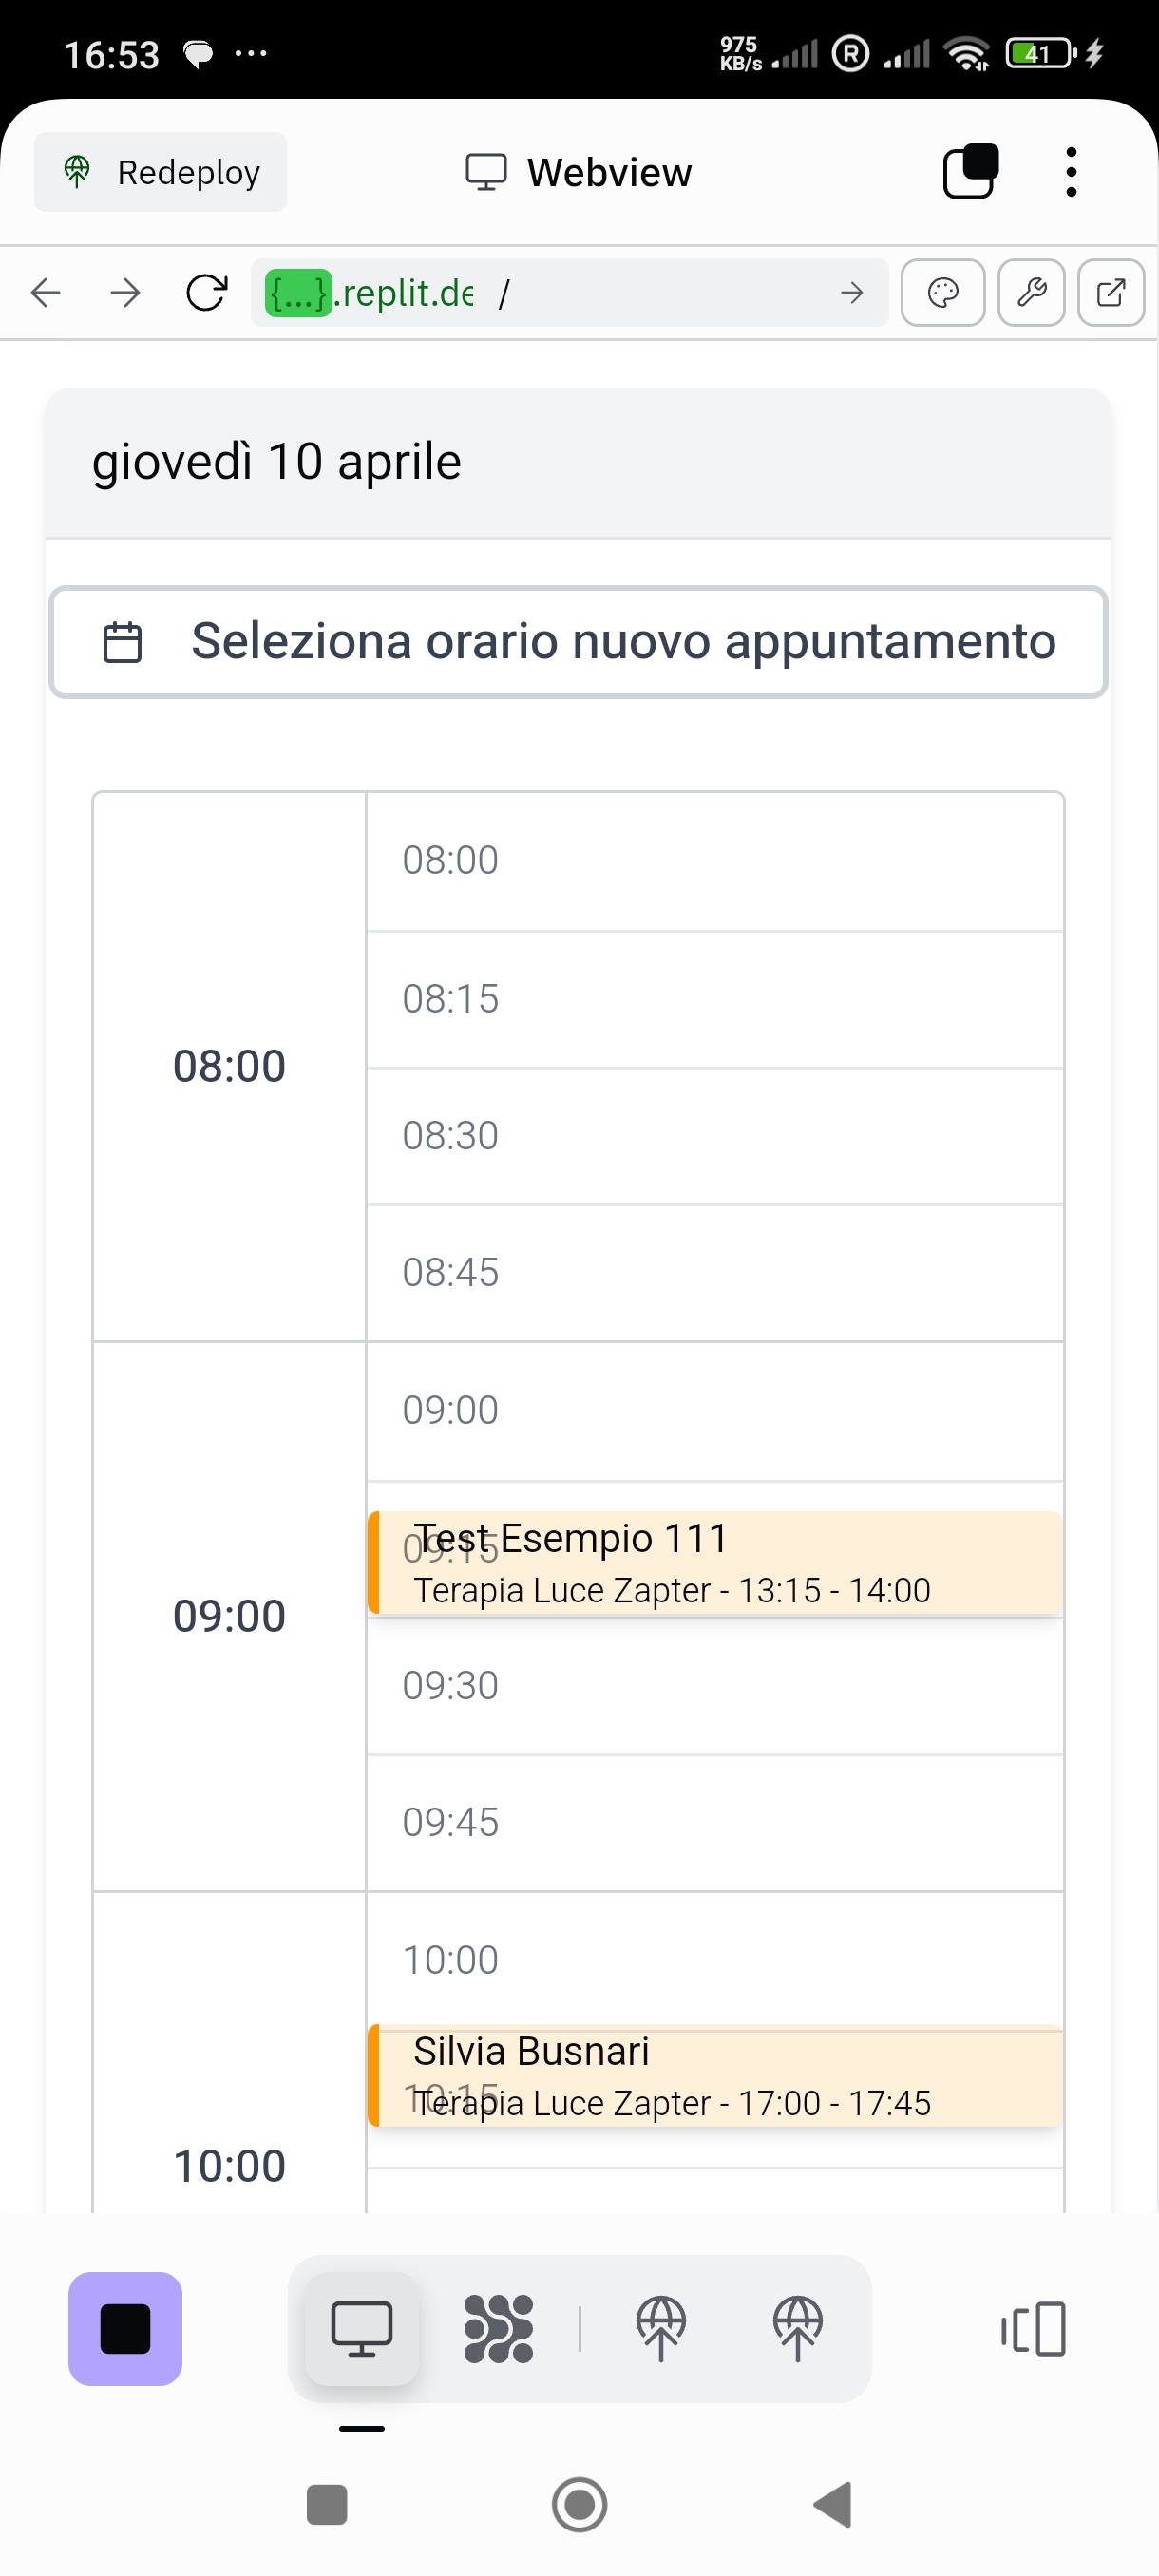 16:53 ...
975
KB/s
R
41
Redeploy
Webview
{...}.replit.de /
giovedì 10 aprile
Seleziona orario nuovo appuntamento
08:00
08:00
08:15
08:30
08:45
09:00
09:00
09:15
Test Esempio 111
Terapia Luce Zapter - 13:15 - 14:00
09:30
09:45
10:00
10:00
Silvia Busnari
10:15
Terapia Luce Zapter - 17:00 - 17:45